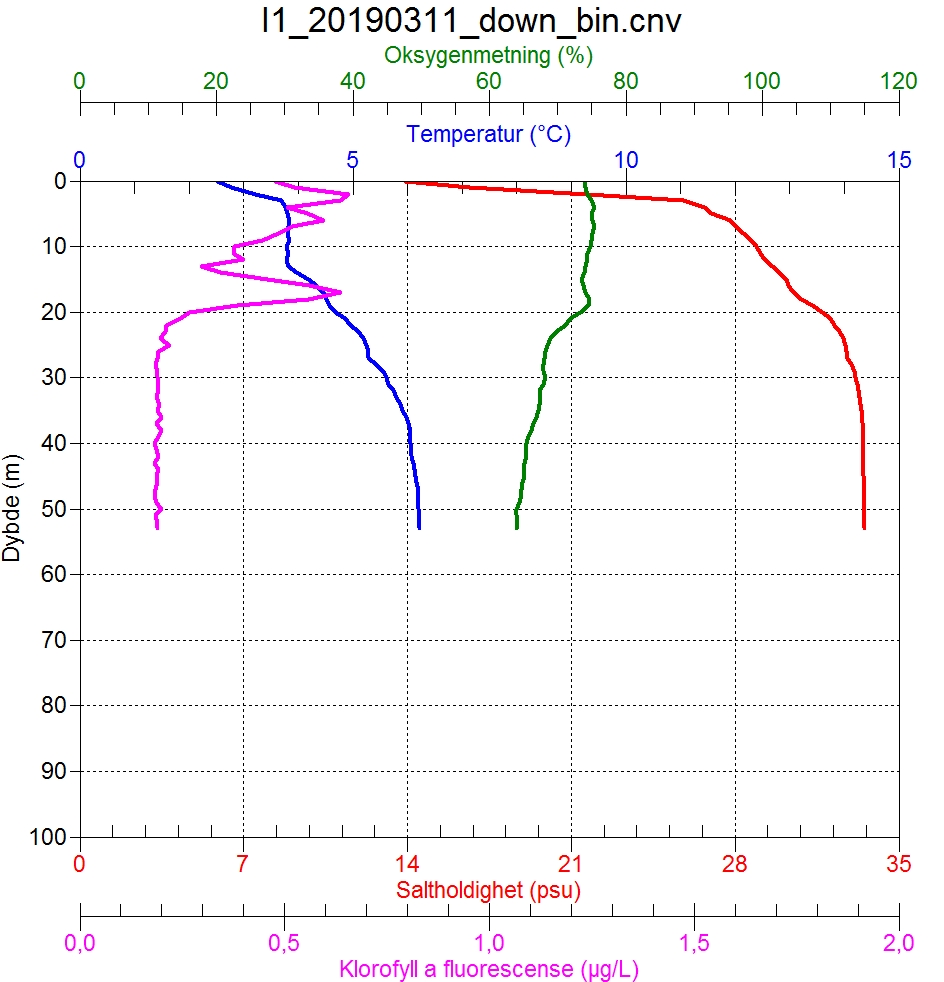 I1_20190311_down_bin.cnv
Oksygenmetning (%)
0 20 40 60 80 100 120
Temperatur (°C)
0 5 10 15
0
10
20
30
40
50
60
70
80
90
100
Dybde (m)
0 7 14 21 28 35
Saltholdighet (psu)
0,0 0,5 1,0 1,5 2,0
Klorofyll a fluorescense (µg/L)